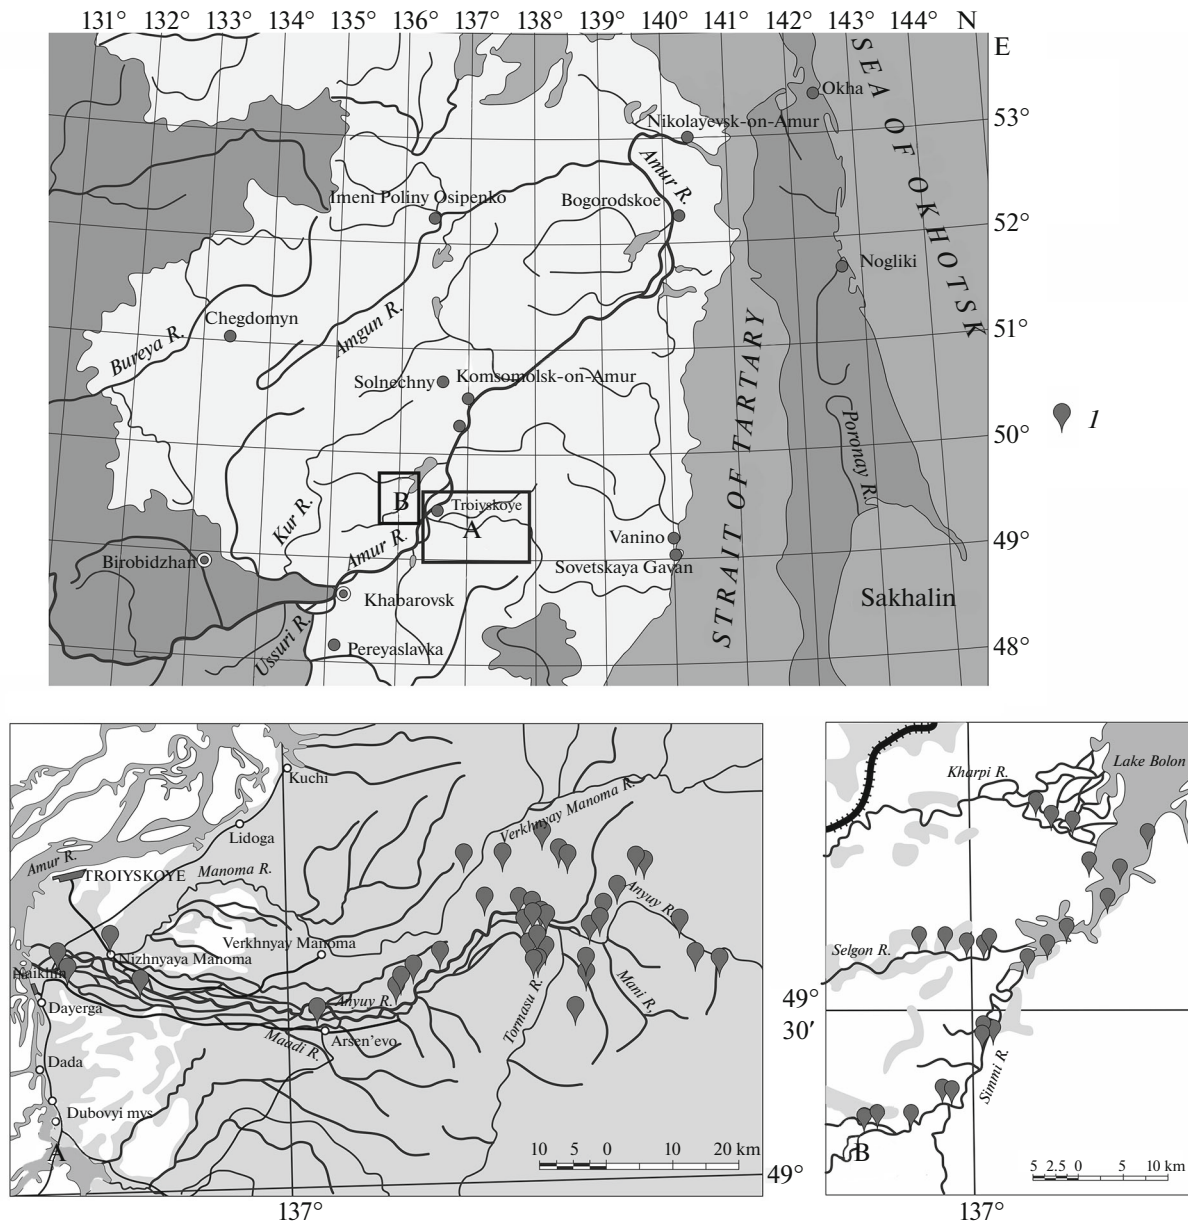 131° 132° 133° 134° 135° 136° 137° 138° 139° 140° 141° 142° 143° 144° N
E
SEA OF OKHOTSK
Okha
53°
Nikolayevsk-on-Amur
Amur R.
Imeni Poliny Osipenko
Bogorodskoe
52°
Nogliki
Chegdomyn
51°
Bureya R.
Amgun R.
STRAIT OF TARTARY
Solnechny
Komsomolsk-on-Amur
1
50°
Poronay R.
B
Troiyskoye
A
Kur R.
Amur R.
Vanino
49°
Birobidzhan
Sovetskaya Gavan
Khabarovsk
Sakhalin
Ussuri R.
Pereyaslavka
48°
Kuchi
Verkhnyay Manoma R.
Lidoga
Amur R.
TROIYSKOYE
Manoma R.
Anyuy R.
Verkhnyay Manoma
Nizhnyaya Manoma
Naikhin
Dayerga
Anyuy R.
Mani R.
Tormasu R.
Maadi R.
Arsen'evo
Dada
Dubovyi mys
A
10 5 0 10 20 km
49°
137°
Kharpi R.
Lake Bolon
Selgon R.
49°
30′
Simmi R.
B
5 2.5 0 5 10 km
137°